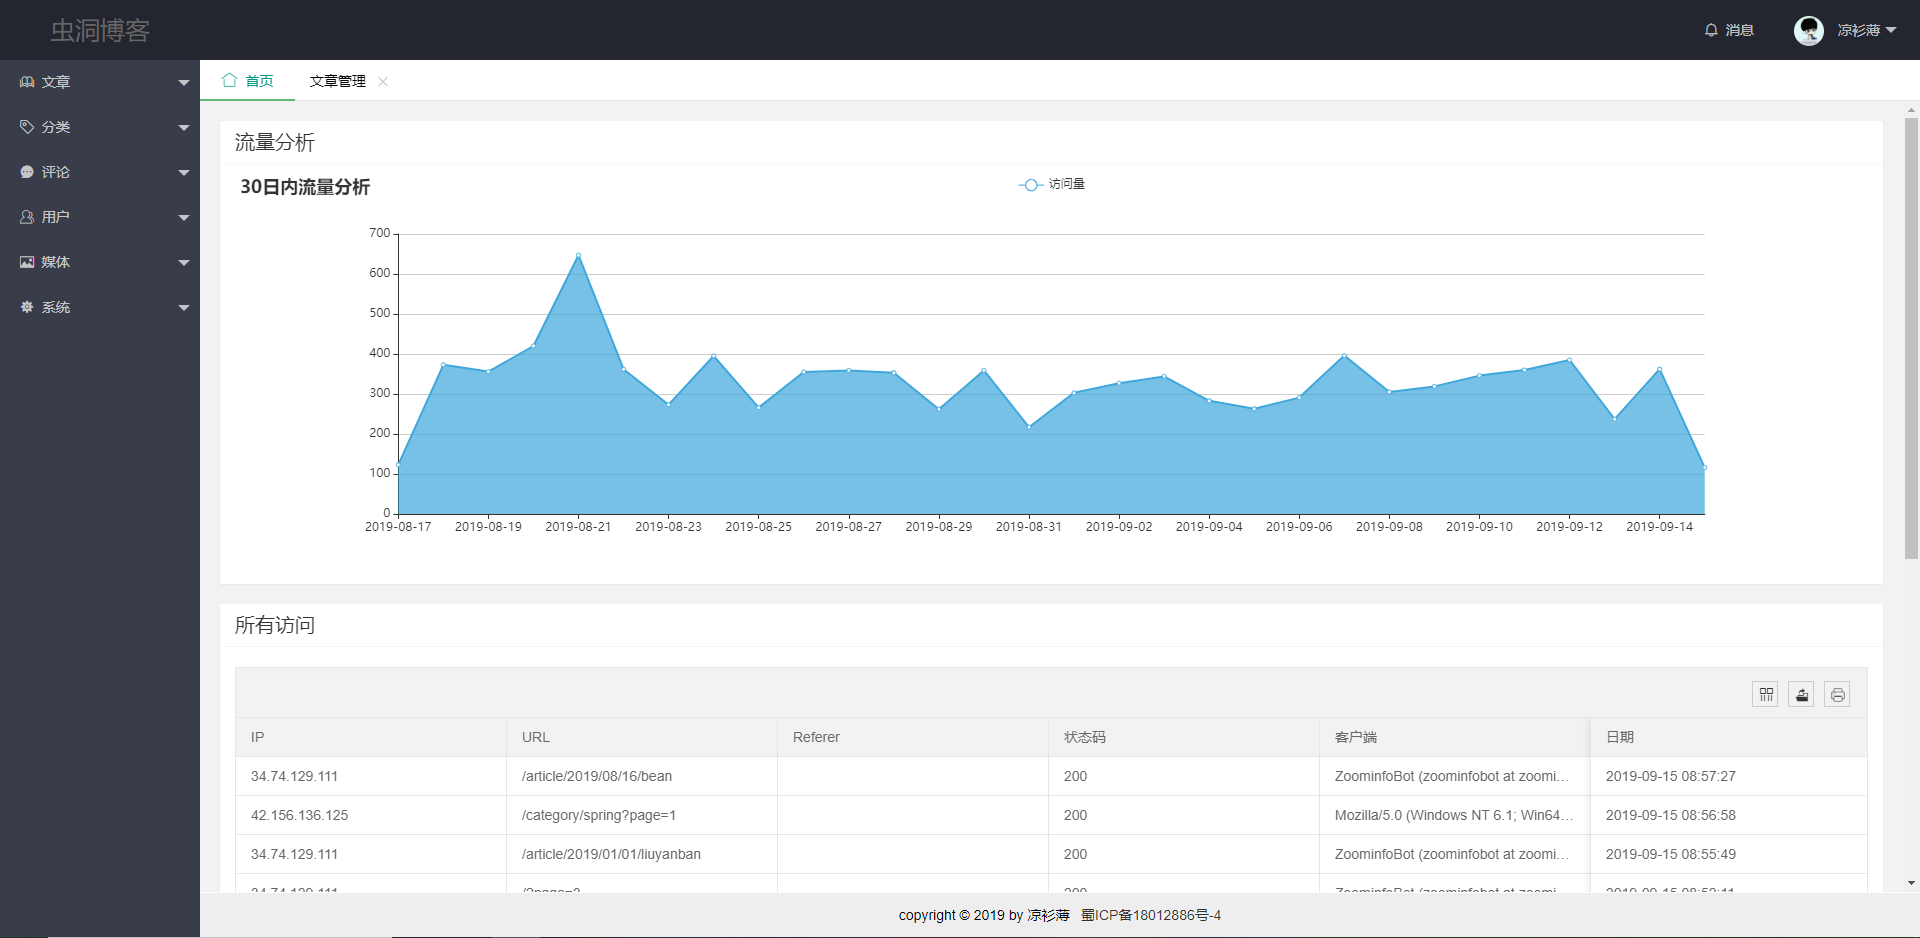 虫洞博客
消息
凉衫薄
文章
分类
评论
用户
媒体
系统
首页
文章管理
流量分析
30日内流量分析
访问量
700
600
500
400
300
200
100
0
2019-08-17 2019-08-19 2019-08-21 2019-08-23 2019-08-25 2019-08-27 2019-08-29 2019-08-31 2019-09-02 2019-09-04 2019-09-06 2019-09-08 2019-09-10 2019-09-12 2019-09-14
所有访问
IP URL Referer 状态码 客户端 日期
34.74.129.111 /article/2019/08/16/bean 200 ZoominfoBot (zoominfobot at zoomi... 2019-09-15 08:57:27
42.156.136.125 /category/spring?page=1 200 Mozilla/5.0 (Windows NT 6.1; Win64... 2019-09-15 08:56:58
34.74.129.111 /article/2019/01/01/liuyanban 200 ZoominfoBot (zoominfobot at zoomi... 2019-09-15 08:55:49
34.74.129.111 200 ZoominfoBot (zoominfobot at zoomi...
copyright © 2019 by 凉衫薄 蜀ICP备18012886号-4